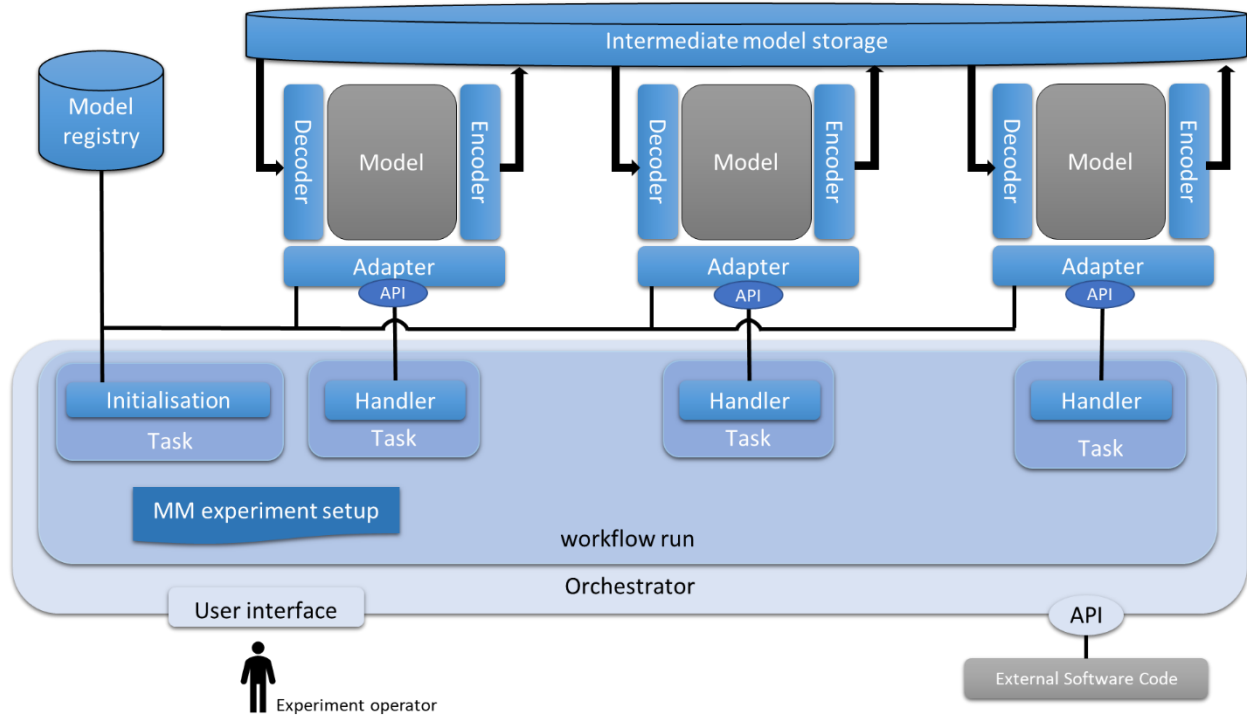 Intermediate model storage
Model
registry
Decoder
Model
Encoder
Decoder
Model
Encoder
Decoder
Model
Encoder
Adapter
Adapter
Adapter
API
API
API
Initialisation
Handler
Handler
Handler
Task
Task
Task
Task
MM experiment setup
workflow run
Orchestrator
User interface
API
External Software Code
Experiment operator